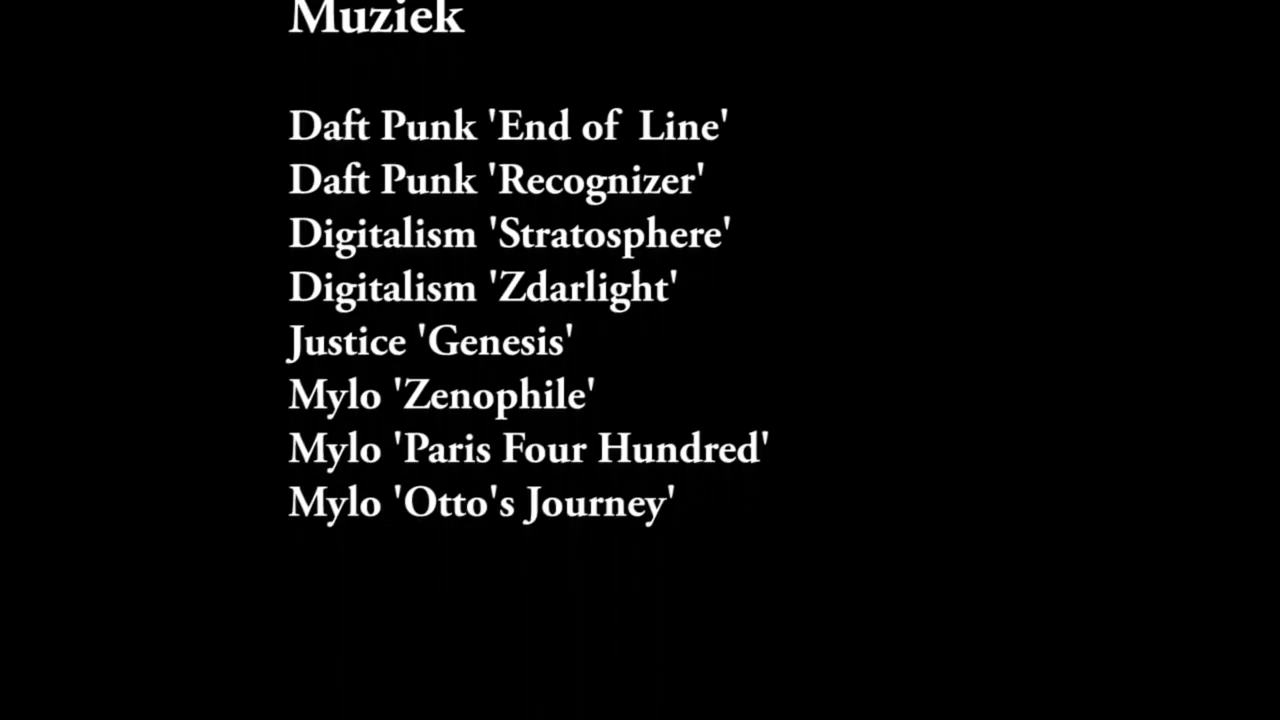 Muziek
Daft Punk 'End of Line'
Daft Punk 'Recognizer'
Digitalism 'Stratosphere'
Digitalism 'Zdarlight'
Justice 'Genesis'
Mylo 'Zenophile'
Mylo 'Paris Four Hundred'
Mylo 'Otto's Journey'